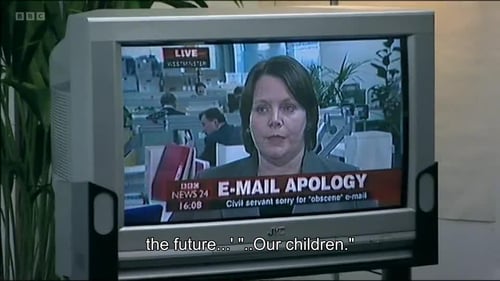 BBC
LIVE
WESTMINSTER
BBC
NEWS 24
16:08
E-MAIL APOLOGY
Civil servant sorry for "obscene" e-mail
JVC
the future...' "..Our children."